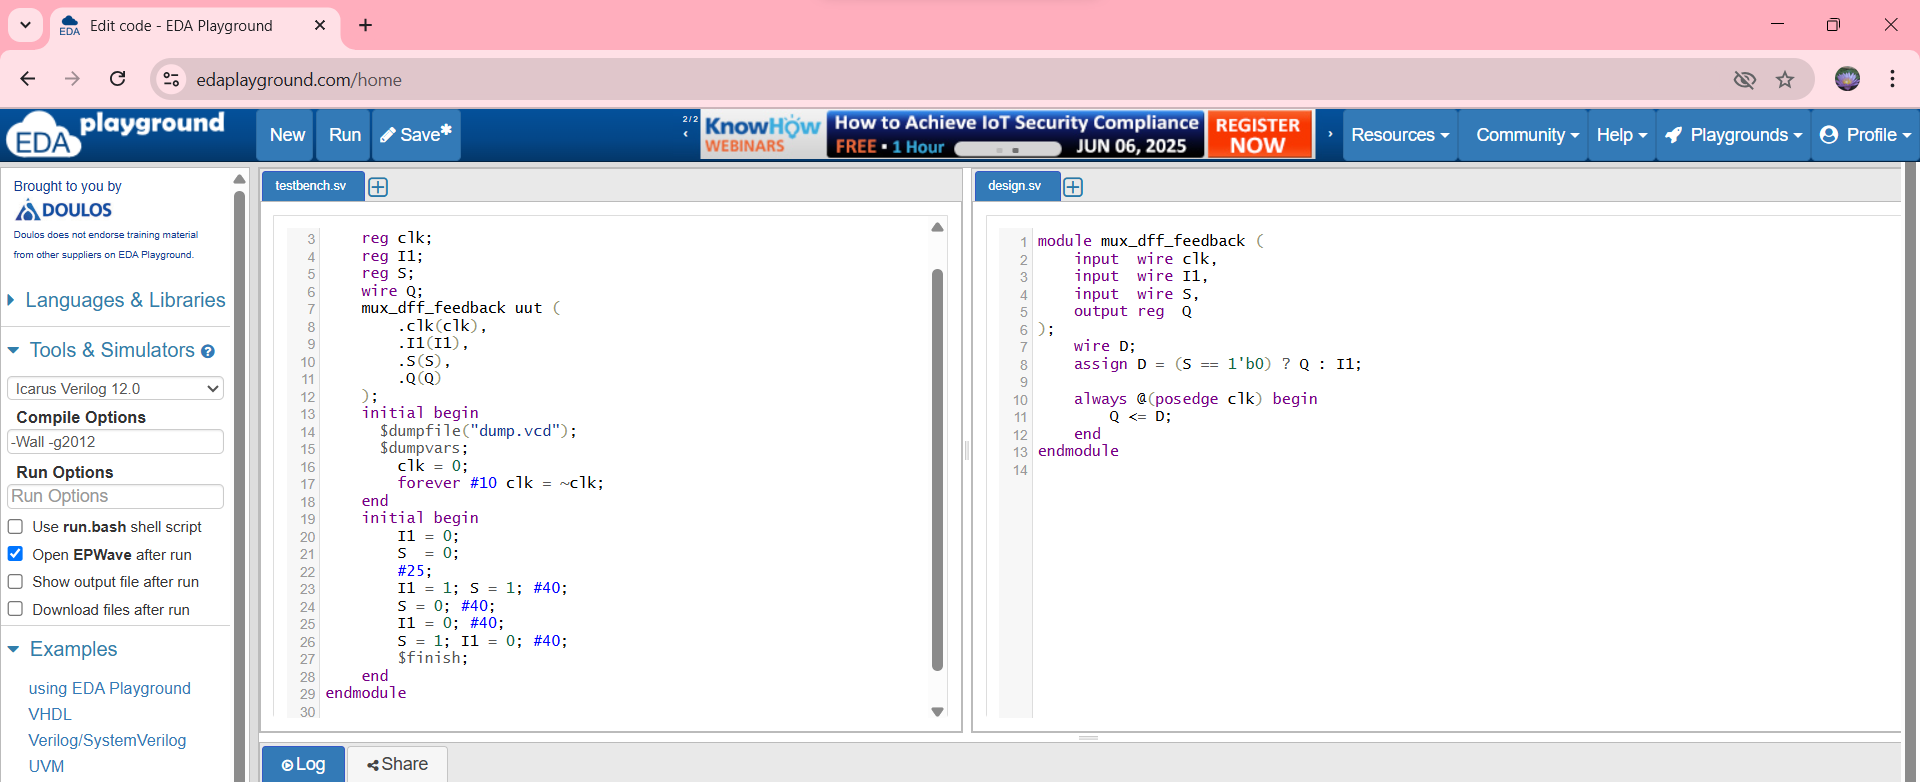 Edit code - EDA Playground
edaplayground.com/home
EDA playground
New
Run
Save*
2/2
KnowHow WEBINARS
How to Achieve IoT Security Compliance
FREE • 1 Hour
JUN 06, 2025
REGISTER NOW
Resources
Community
Help
Playgrounds
Profile
Brought to you by
DOULOS
Doulos does not endorse training material
from other suppliers on EDA Playground.
Languages & Libraries
Tools & Simulators
Icarus Verilog 12.0
Compile Options
-Wall -g2012
Run Options
Run Options
Use run.bash shell script
Open EPWave after run
Show output file after run
Download files after run
Examples
using EDA Playground
VHDL
Verilog/SystemVerilog
UVM
testbench.sv
3 reg clk;
4 reg I1;
5 reg S;
6 wire Q;
7 mux_dff_feedback uut (
8 .clk(clk),
9 .I1(I1),
10 .S(S),
11 .Q(Q)
12 );
13 initial begin
14 $dumpfile("dump.vcd");
15 $dumpvars;
16 clk = 0;
17 forever #10 clk = ~clk;
18 end
19 initial begin
20 I1 = 0;
21 S  = 0;
22 #25;
23 I1 = 1; S = 1; #40;
24 S = 0; #40;
25 I1 = 0; #40;
26 S = 1; I1 = 0; #40;
27 $finish;
28 end
29 endmodule
30
design.sv
1 module mux_dff_feedback (
2 input  wire clk,
3 input  wire I1,
4 input  wire S,
5 output reg  Q
6 );
7 wire D;
8 assign D = (S == 1'b0) ? Q : I1;
9
10 always @(posedge clk) begin
11 Q <= D;
12 end
13 endmodule
14
Log
Share